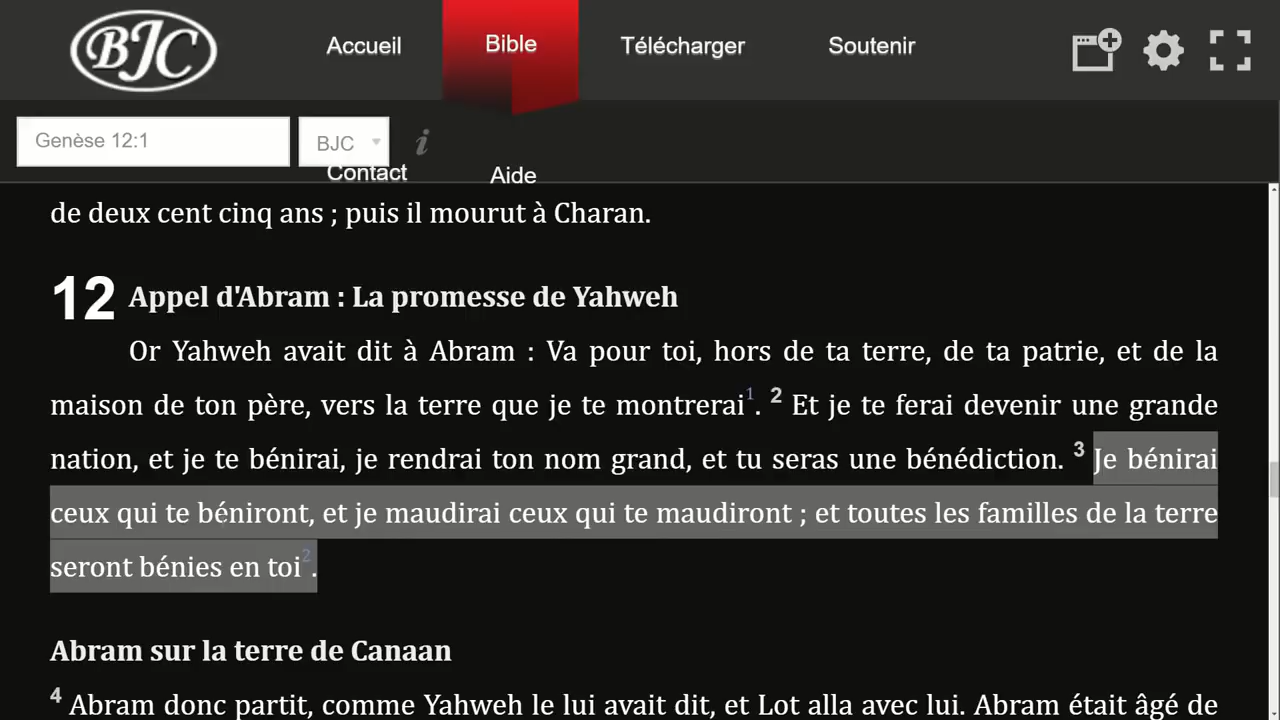 BJC
Accueil
Bible
Télécharger
Soutenir
Genèse 12:1
BJC
i
Contact
Aide
de deux cent cinq ans ; puis il mourut à Charan.
12 Appel d'Abram : La promesse de Yahweh
Or Yahweh avait dit à Abram : Va pour toi, hors de ta terre, de ta patrie, et de la
maison de ton père, vers la terre que je te montrerai1. 2 Et je te ferai devenir une grande
nation, et je te bénirai, je rendrai ton nom grand, et tu seras une bénédiction. 3 Je bénirai
ceux qui te béniront, et je maudirai ceux qui te maudiront ; et toutes les familles de la terre
seront bénies en toi2.
Abram sur la terre de Canaan
4 Abram donc partit, comme Yahweh le lui avait dit, et Lot alla avec lui. Abram était âgé de